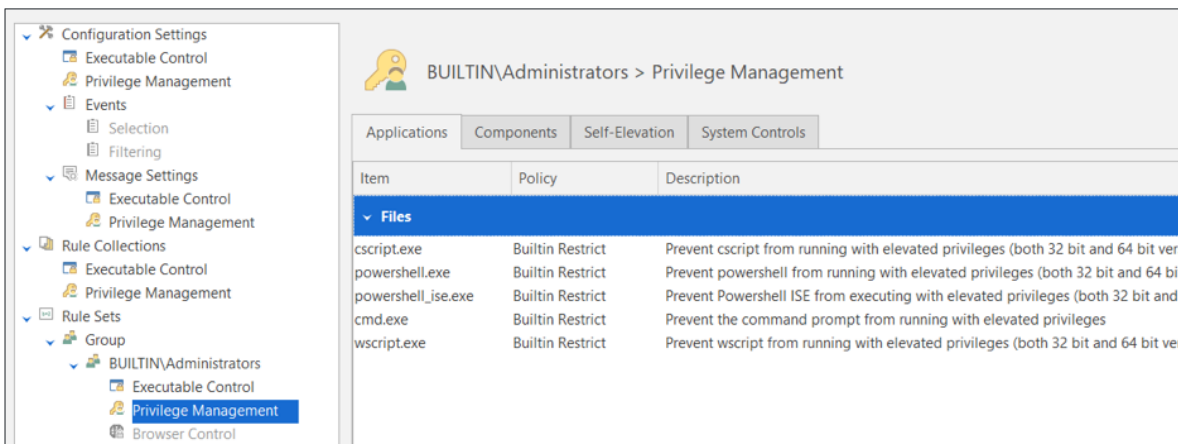 Configuration Settings
Executable Control
Privilege Management
Events
Selection
Filtering
Message Settings
Executable Control
Privilege Management
Rule Collections
Executable Control
Privilege Management
Rule Sets
Group
BUILTIN\Administrators
Executable Control
Privilege Management
Browser Control
BUILTIN\Administrators > Privilege Management
Applications Components Self-Elevation System Controls
Item Policy Description
Files
cscript.exe Builtin Restrict Prevent cscript from running with elevated privileges (both 32 bit and 64 bit ver
powershell.exe Builtin Restrict Prevent powershell from running with elevated privileges (both 32 bit and 64 bi
powershell_ise.exe Builtin Restrict Prevent Powershell ISE from executing with elevated privileges (both 32 bit and
cmd.exe Builtin Restrict Prevent the command prompt from running with elevated privileges
wscript.exe Builtin Restrict Prevent wscript from running with elevated privileges (both 32 bit and 64 bit ve